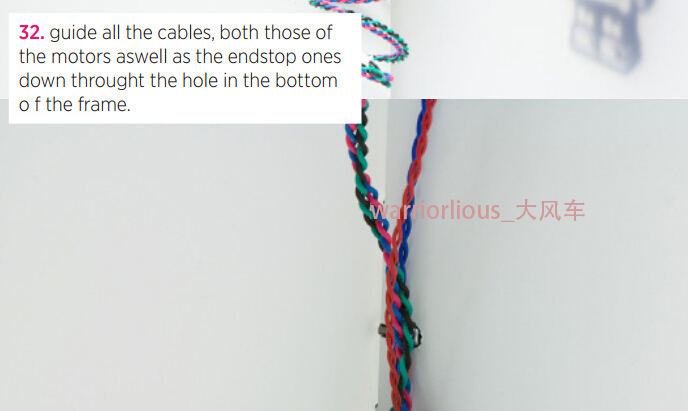 32. guide all the cables, both those of
the motors aswell as the endstop ones
down throught the hole in the bottom
o f the frame.
warriorlious_大风车